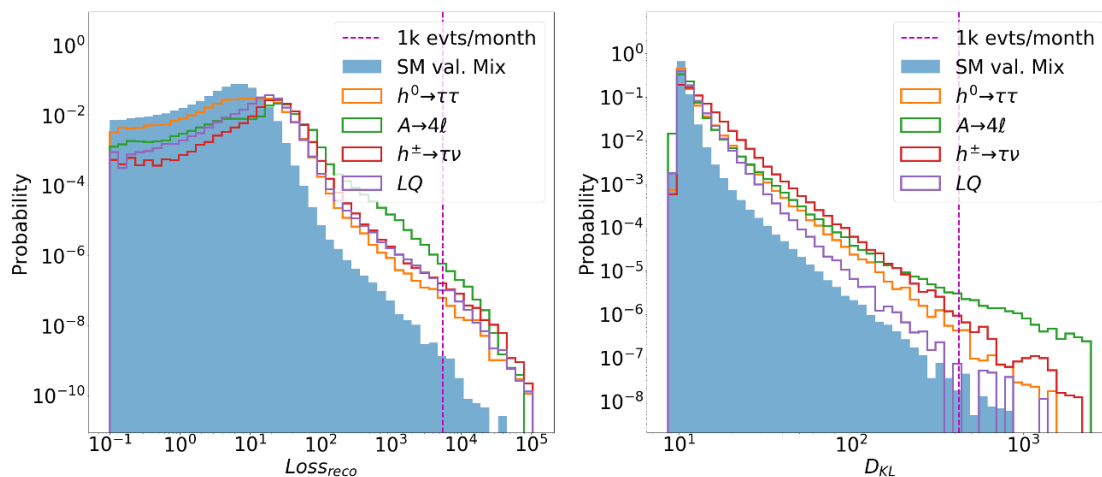 10⁰
10⁻²
10⁻⁴
10⁻⁶
10⁻⁸
10⁻¹⁰
Probability
10⁻¹ 10⁰ 10¹ 10² 10³ 10⁴ 10⁵
Loss_reco
1k evts/month
SM val. Mix
h⁰→ττ
A→4ℓ
h±→τν
LQ
10⁰
10⁻¹
10⁻²
10⁻³
10⁻⁴
10⁻⁵
10⁻⁶
10⁻⁷
10⁻⁸
Probability
10¹ 10² 10³
D_KL
1k evts/month
SM val. Mix
h⁰→ττ
A→4ℓ
h±→τν
LQ